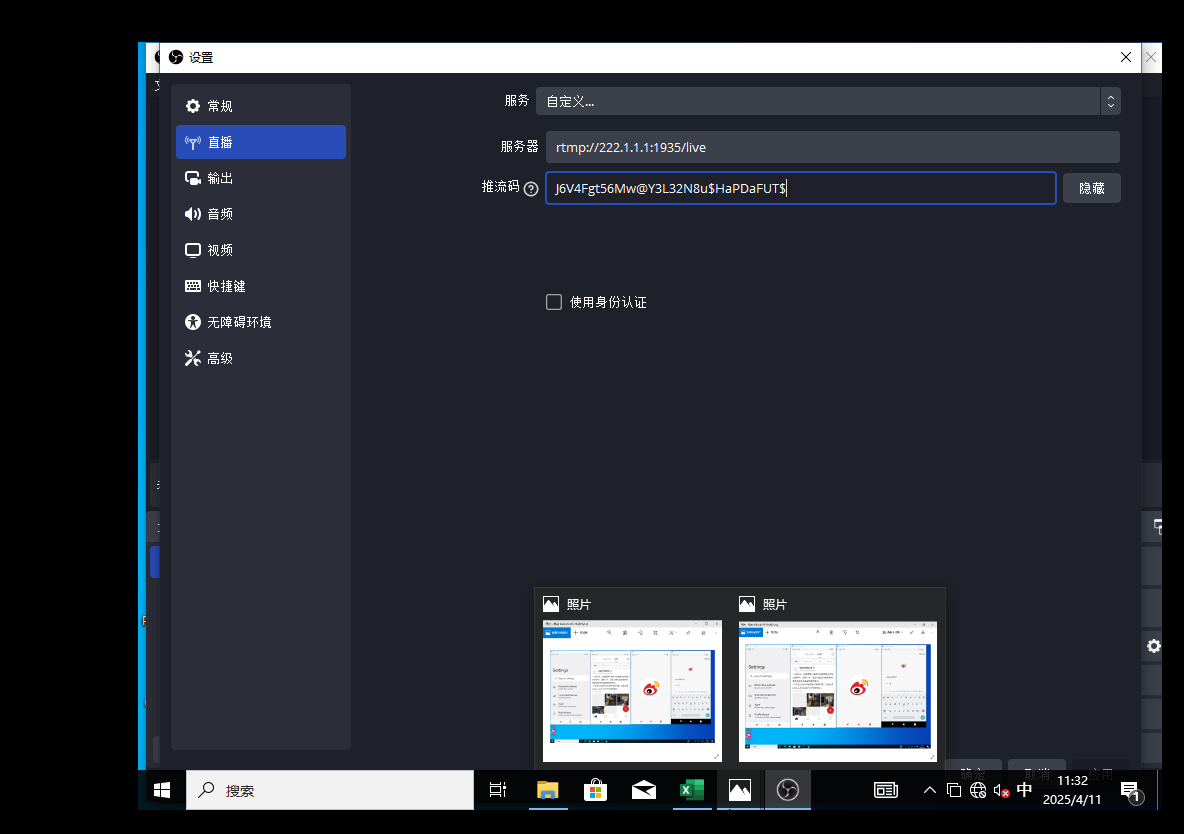 设置
常规
直播
输出
音频
视频
快捷键
无障碍环境
高级
服务 自定义...
服务器 rtmp://222.1.1.1:1935/live
推流码 J6V4Fgt56Mw@Y3L32N8u$HaPDaFUT$ 隐藏
使用身份认证
照片 照片
Settings Settings
确定 取消 应用
搜索
中 11:32
2025/4/11
1